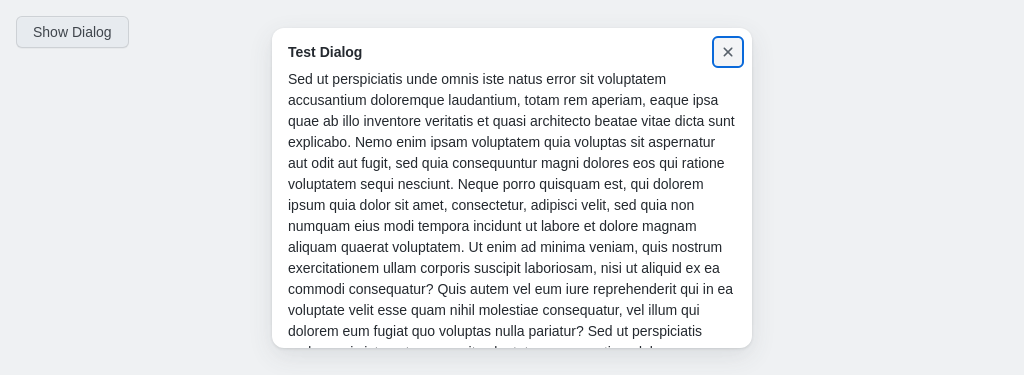 Show Dialog
Test Dialog
Sed ut perspiciatis unde omnis iste natus error sit voluptatem
accusantium doloremque laudantium, totam rem aperiam, eaque ipsa
quae ab illo inventore veritatis et quasi architecto beatae vitae dicta sunt
explicabo. Nemo enim ipsam voluptatem quia voluptas sit aspernatur
aut odit aut fugit, sed quia consequuntur magni dolores eos qui ratione
voluptatem sequi nesciunt. Neque porro quisquam est, qui dolorem
ipsum quia dolor sit amet, consectetur, adipisci velit, sed quia non
numquam eius modi tempora incidunt ut labore et dolore magnam
aliquam quaerat voluptatem. Ut enim ad minima veniam, quis nostrum
exercitationem ullam corporis suscipit laboriosam, nisi ut aliquid ex ea
commodi consequatur? Quis autem vel eum iure reprehenderit qui in ea
voluptate velit esse quam nihil molestiae consequatur, vel illum qui
dolorem eum fugiat quo voluptas nulla pariatur? Sed ut perspiciatis